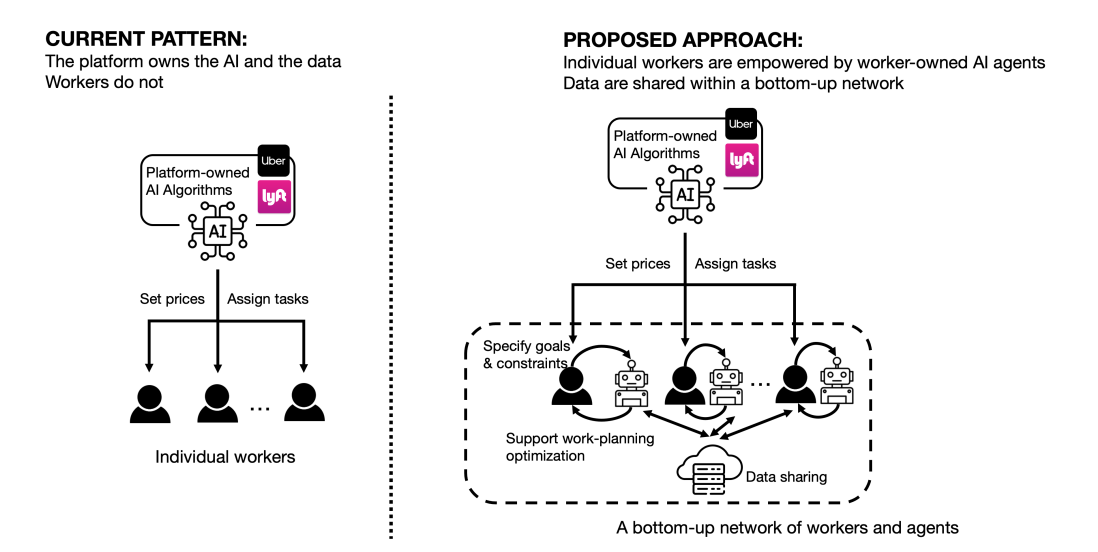 CURRENT PATTERN:
The platform owns the AI and the data
Workers do not
Platform-owned
AI Algorithms
Uber
lyft
AI
Set prices
Assign tasks
...
Individual workers
PROPOSED APPROACH:
Individual workers are empowered by worker-owned AI agents
Data are shared within a bottom-up network
Platform-owned
AI Algorithms
Uber
lyft
AI
Set prices
Assign tasks
Specify goals
& constraints
...
Support work-planning
optimization
Data sharing
A bottom-up network of workers and agents